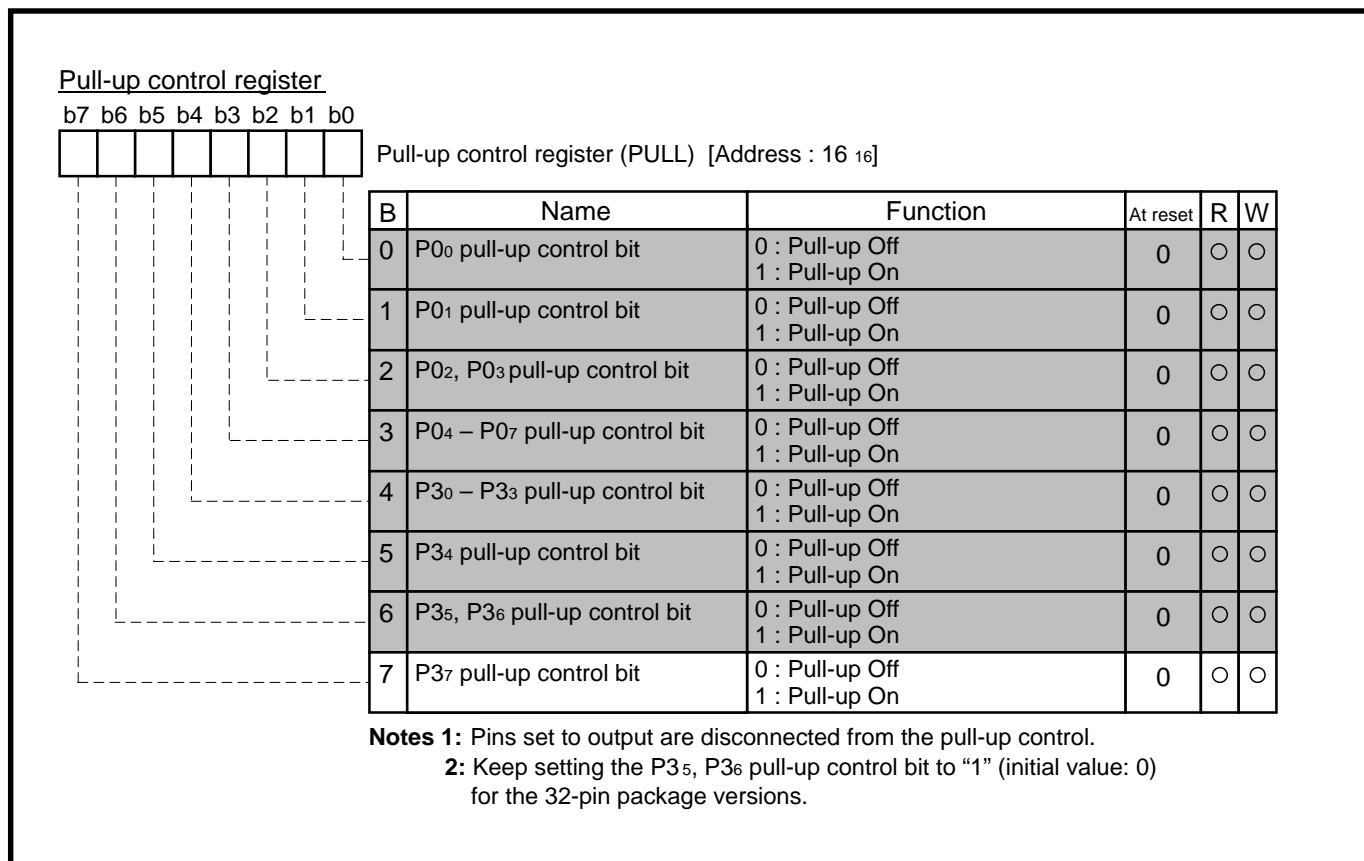 Pull-up control register
b7 b6 b5 b4 b3 b2 b1 b0
Pull-up control register (PULL) [Address : 16 16]
B Name Function At reset R W
0 P00 pull-up control bit 0 : Pull-up Off 0 ○ ○
1 : Pull-up On
1 P01 pull-up control bit 0 : Pull-up Off 0 ○ ○
1 : Pull-up On
2 P02, P03 pull-up control bit 0 : Pull-up Off 0 ○ ○
1 : Pull-up On
3 P04 – P07 pull-up control bit 0 : Pull-up Off 0 ○ ○
1 : Pull-up On
4 P30 – P33 pull-up control bit 0 : Pull-up Off 0 ○ ○
1 : Pull-up On
5 P34 pull-up control bit 0 : Pull-up Off 0 ○ ○
1 : Pull-up On
6 P35, P36 pull-up control bit 0 : Pull-up Off 0 ○ ○
1 : Pull-up On
7 P37 pull-up control bit 0 : Pull-up Off 0 ○ ○
1 : Pull-up On
Notes 1: Pins set to output are disconnected from the pull-up control.
2: Keep setting the P35, P36 pull-up control bit to “1” (initial value: 0)
for the 32-pin package versions.